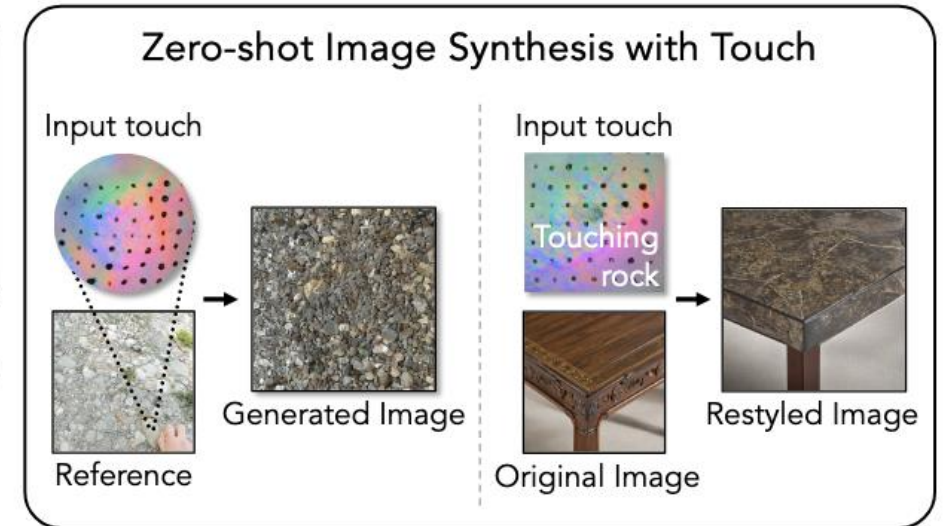 Zero-shot Image Synthesis with Touch
Input touch
Reference
Generated Image
Input touch
Touching
rock
Original Image
Restyled Image